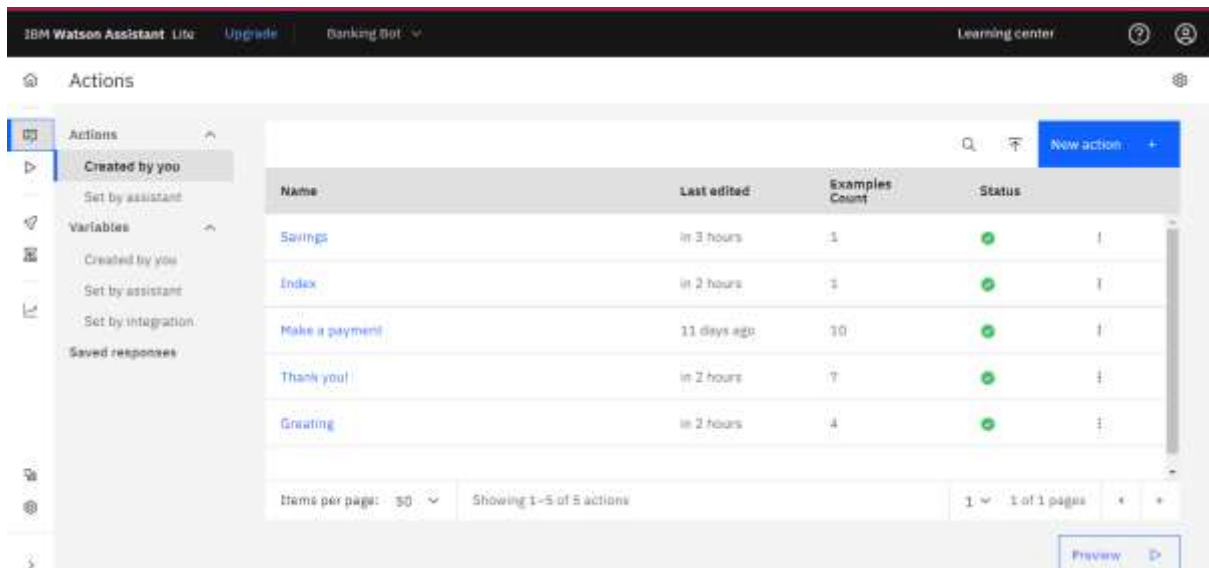 IBM Watson Assistant Lite Upgrade Banking Bot Learning center
Actions
Actions
Created by you
Set by assistant
Variables
Created by you
Set by assistant
Set by integration
Saved responses
New action +
Name Last edited Examples Count Status
Savings in 3 hours 1
Index in 2 hours 1
Make a payment 11 days ago 10
Thank you! in 2 hours 7
Greating in 2 hours 4
Items per page: 50 Showing 1–5 of 5 actions 1 1 of 1 pages
Preview